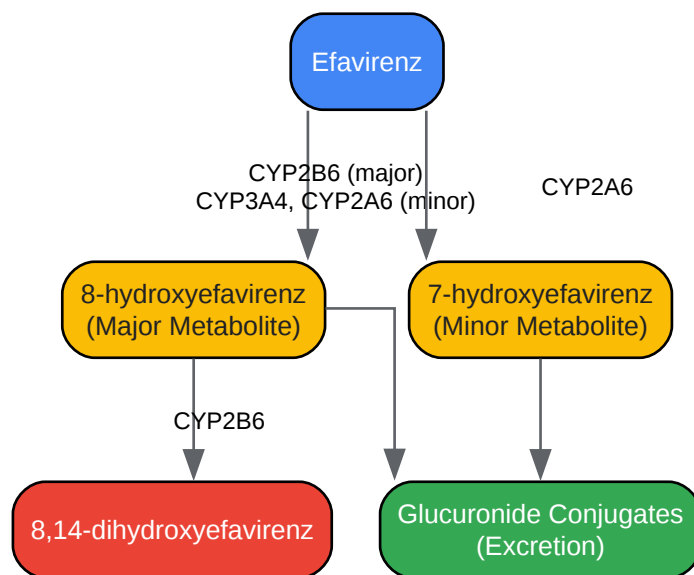 Efavirenz
CYP2B6 (major)
CYP3A4, CYP2A6 (minor)
CYP2A6
8-hydroxyefavirenz
(Major Metabolite)
7-hydroxyefavirenz
(Minor Metabolite)
CYP2B6
8,14-dihydroxyefavirenz
Glucuronide Conjugates
(Excretion)